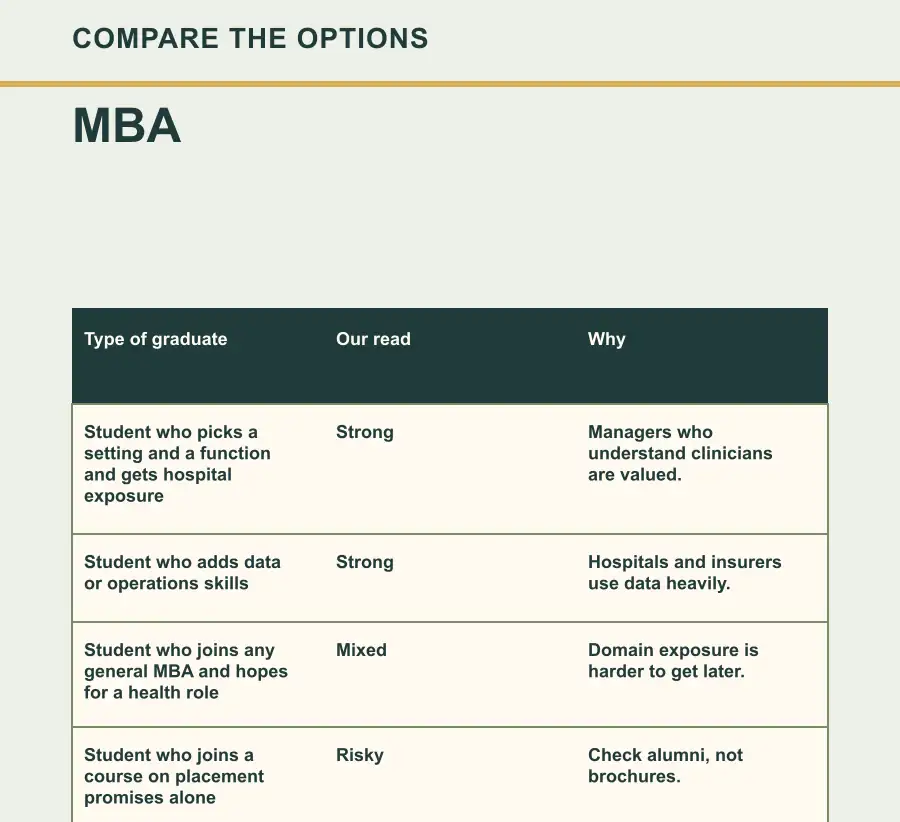 COMPARE THE OPTIONS
MBA
Type of graduate
Our read
Why
Student who picks a
setting and a function
and gets hospital
exposure
Strong
Managers who
understand clinicians
are valued.
Student who adds data
or operations skills
Strong
Hospitals and insurers
use data heavily.
Student who joins any
general MBA and hopes
for a health role
Mixed
Domain exposure is
harder to get later.
Student who joins a
course on placement
promises alone
Risky
Check alumni, not
brochures.